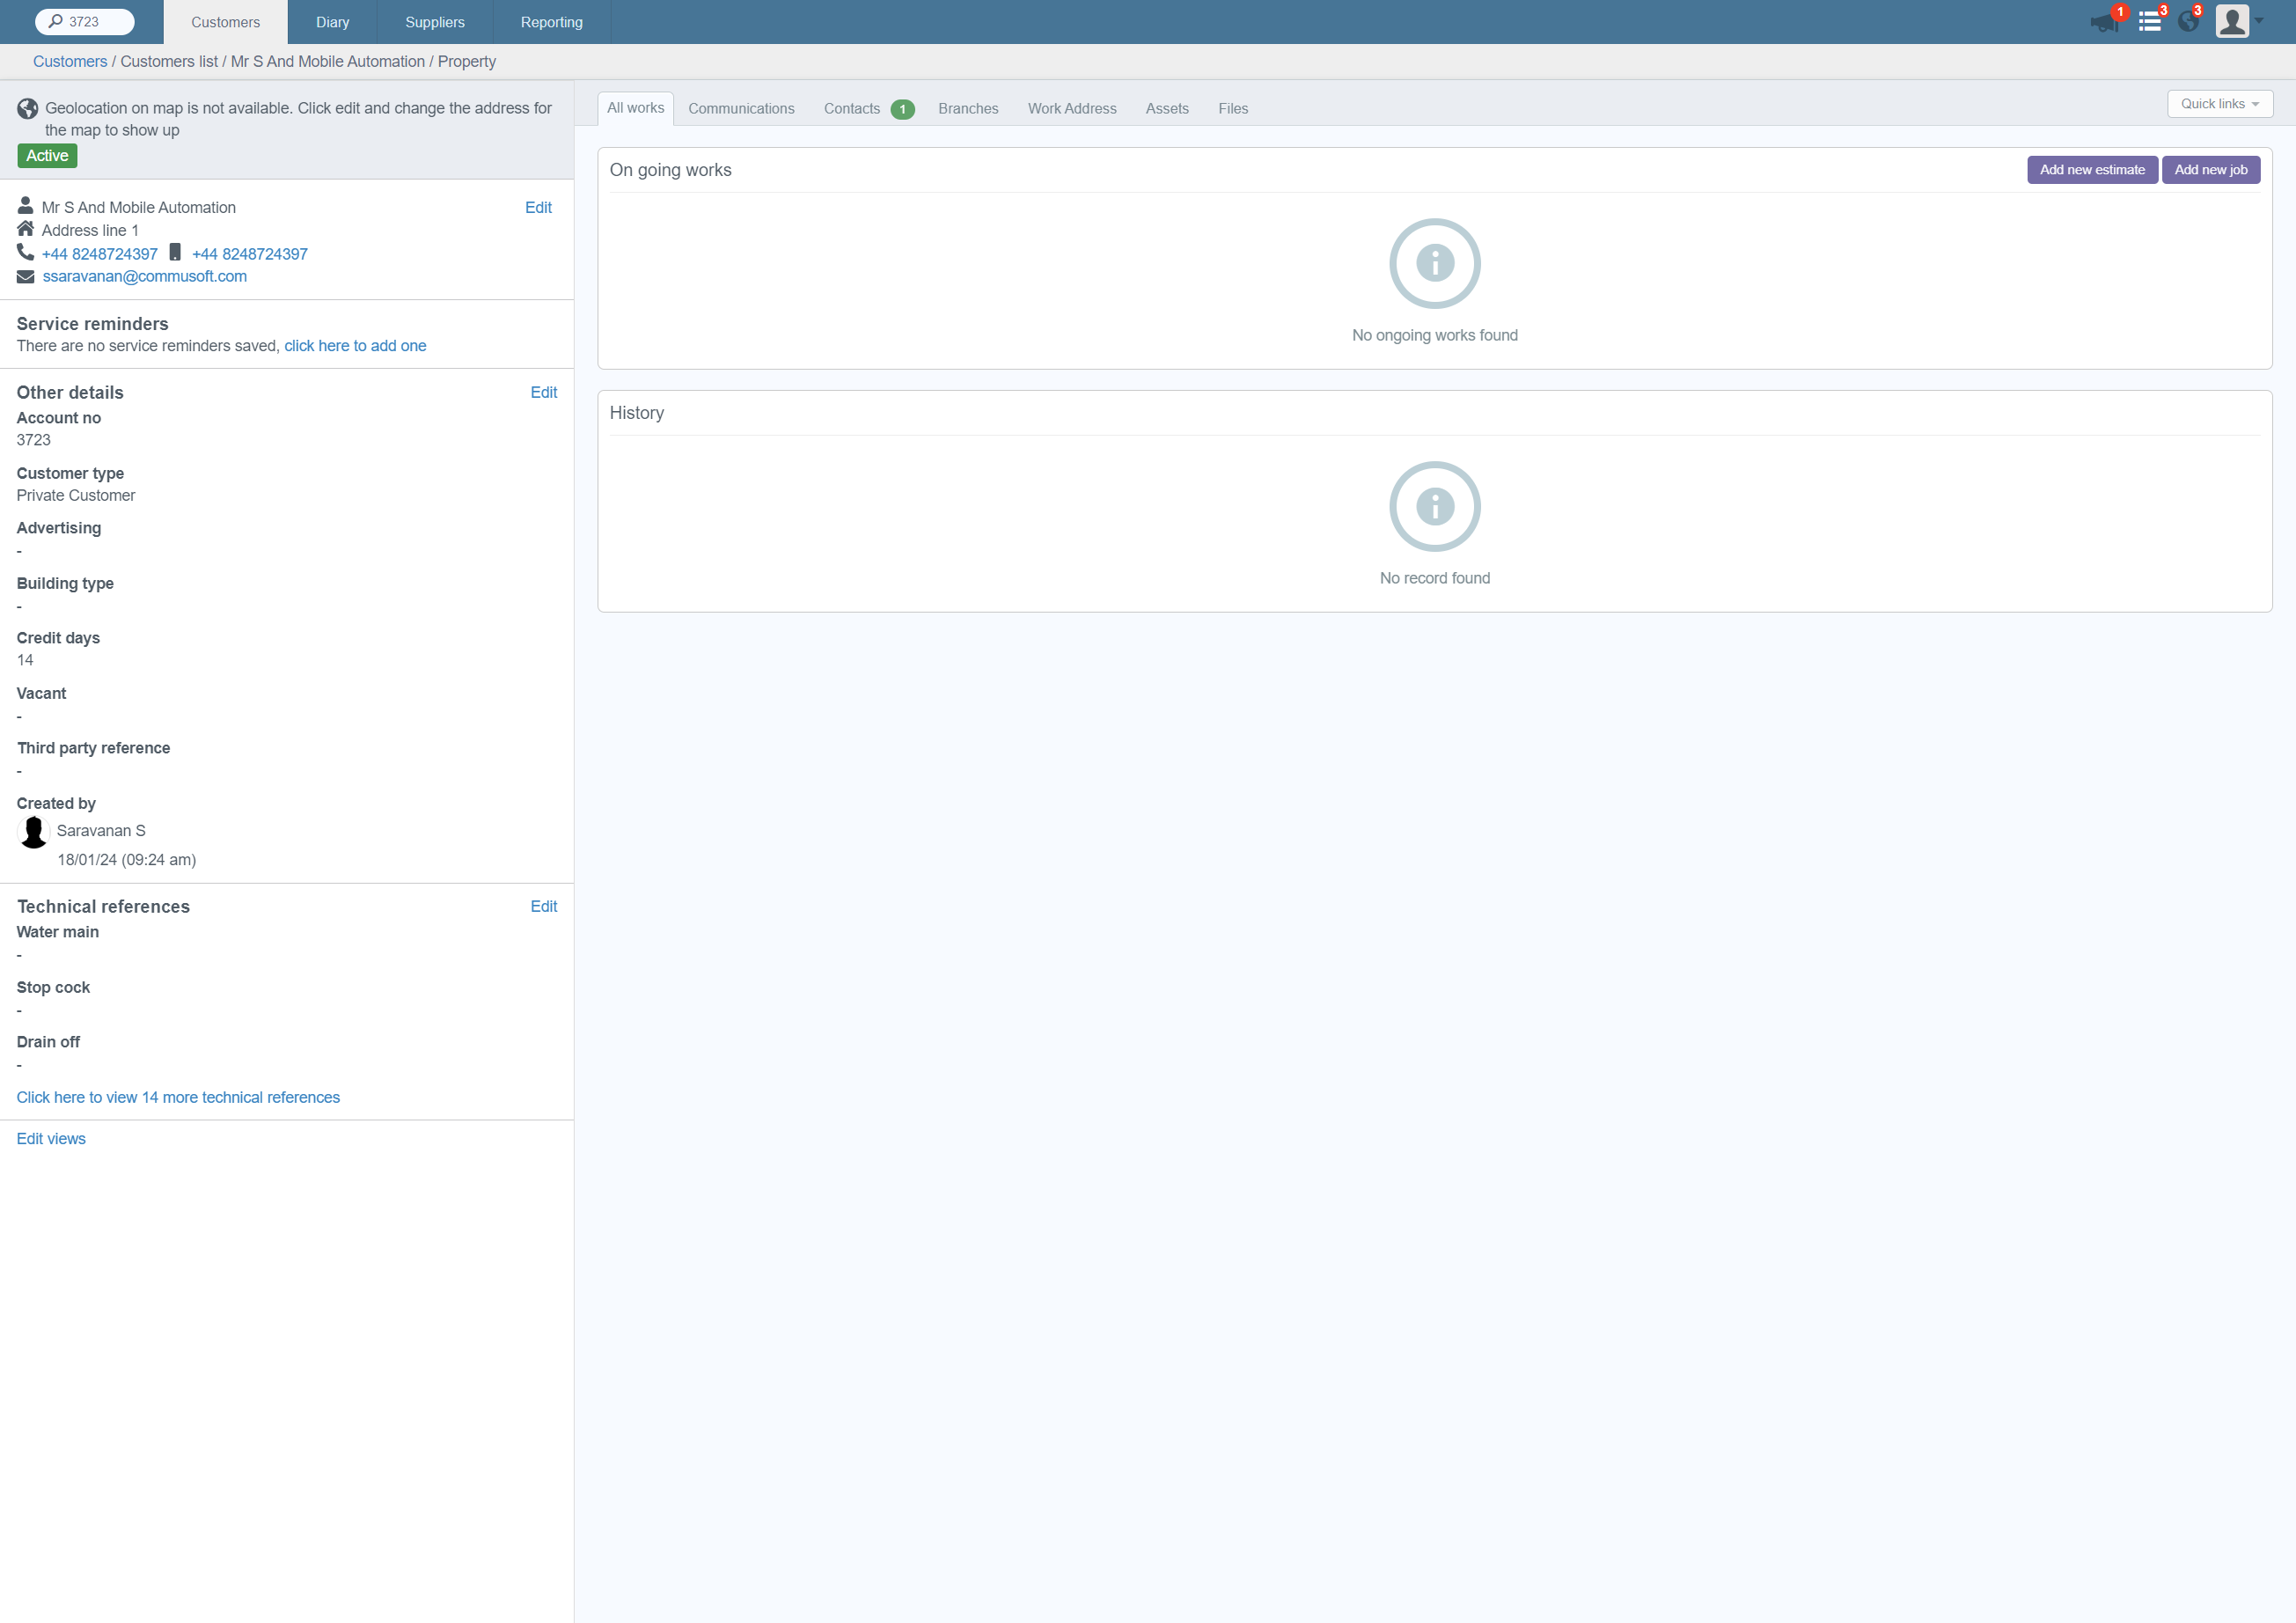 3723
Customers
Diary
Suppliers
Reporting
1
3
3
Customers / Customers list / Mr S And Mobile Automation / Property
Geolocation on map is not available. Click edit and change the address for
the map to show up
Active
Mr S And Mobile Automation
Edit
Address line 1
+44 8248724397
+44 8248724397
ssaravanan@commusoft.com
Service reminders
There are no service reminders saved, click here to add one
Other details
Edit
Account no
3723
Customer type
Private Customer
Advertising
-
Building type
-
Credit days
14
Vacant
-
Third party reference
-
Created by
Saravanan S
18/01/24 (09:24 am)
Technical references
Edit
Water main
-
Stop cock
-
Drain off
-
Click here to view 14 more technical references
Edit views
All works
Communications
Contacts 1
Branches
Work Address
Assets
Files
Quick links
On going works
Add new estimate
Add new job
No ongoing works found
History
No record found